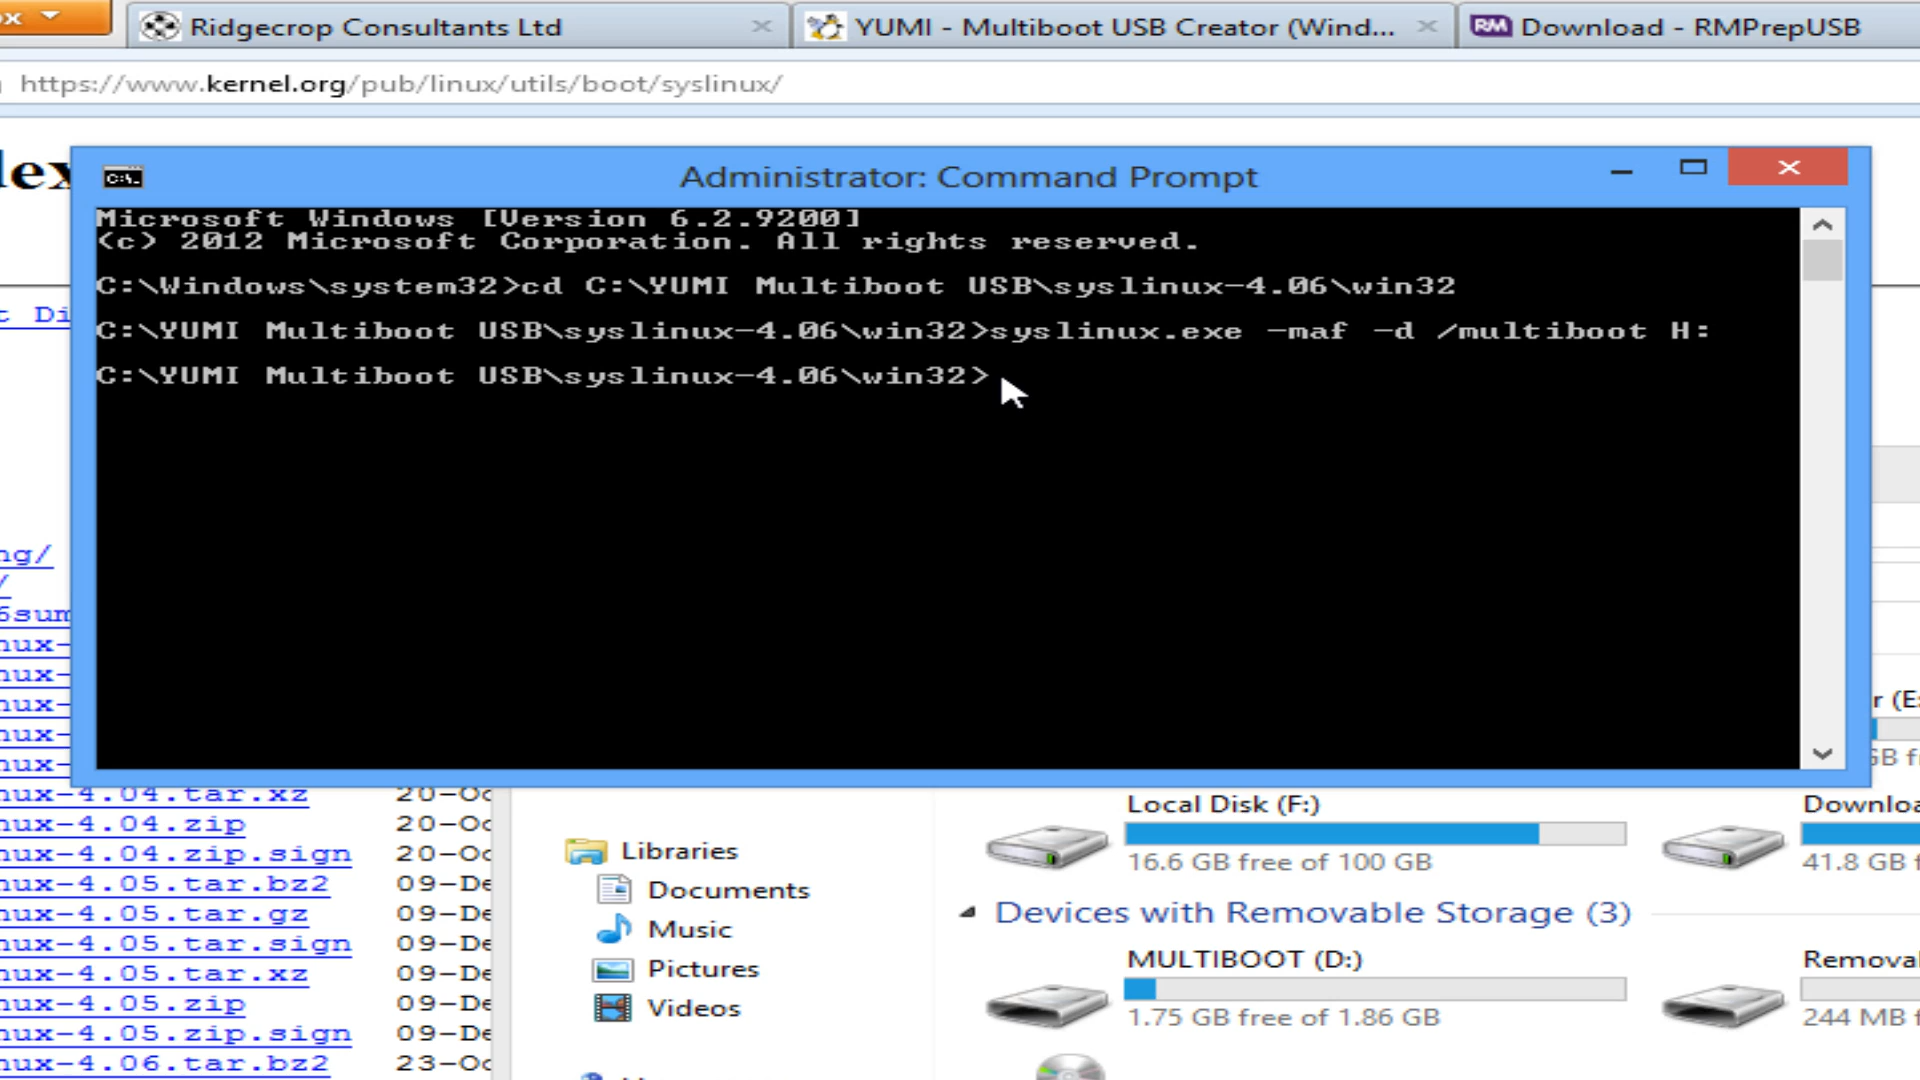 Ridgecrop Consultants Ltd
YUMI - Multiboot USB Creator (Wind...
Download - RMPrepUSB
https://www.kernel.org/pub/linux/utils/boot/syslinux/
Administrator: Command Prompt
Microsoft Windows [Version 6.2.9200]
(c) 2012 Microsoft Corporation. All rights reserved.
C:\Windows\system32>cd C:\YUMI Multiboot USB\syslinux-4.06\win32
C:\YUMI Multiboot USB\syslinux-4.06\win32>syslinux.exe -maf -d /multiboot H:
C:\YUMI Multiboot USB\syslinux-4.06\win32>
ng/
/
6sum
nux-
nux-
nux-
nux-
nux-
nux-4.04.tar.xz 20-Oc
nux-4.04.zip 20-Oc
nux-4.04.zip.sign 20-Oc
nux-4.05.tar.bz2 09-De
nux-4.05.tar.gz 09-De
nux-4.05.tar.sign 09-De
nux-4.05.tar.xz 09-De
nux-4.05.zip 09-De
nux-4.05.zip.sign 09-De
nux-4.06.tar.bz2 23-Oc
Libraries
Documents
Music
Pictures
Videos
Local Disk (F:)
16.6 GB free of 100 GB
Downloa
41.8 GB f
Devices with Removable Storage (3)
MULTIBOOT (D:)
1.75 GB free of 1.86 GB
Remova
244 MB